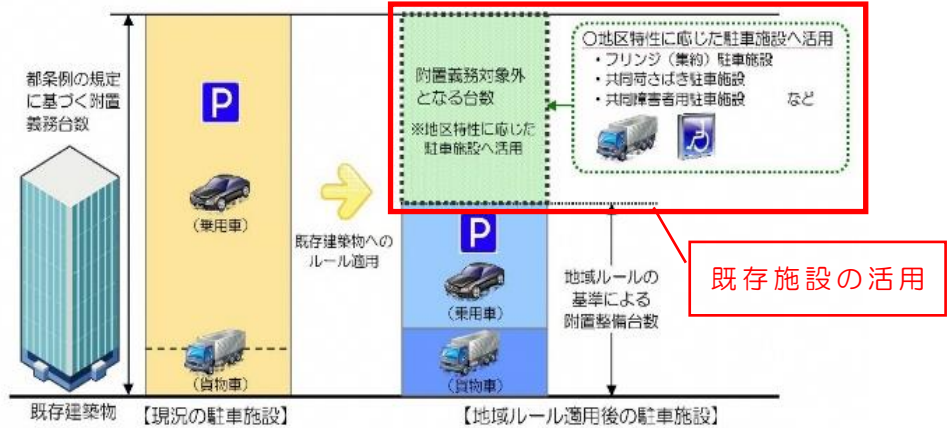 都条例の規定
に基づく附置
義務台数
P
(乗用車)
(貨物車)
既存建築物
【現況の駐車施設】
既存建築物への
ルール適用
附置義務対象外
となる台数
※地区特性に応じた
駐車施設へ活用
P
(乗用車)
(貨物車)
【地域ルール適用後の駐車施設】
○地区特性に応じた駐車施設へ活用
・フリンジ(集約)駐車施設
・共同荷さばき駐車施設
・共同障害者用駐車施設 など
地域ルールの
基準による
附置整備台数
既存施設の活用